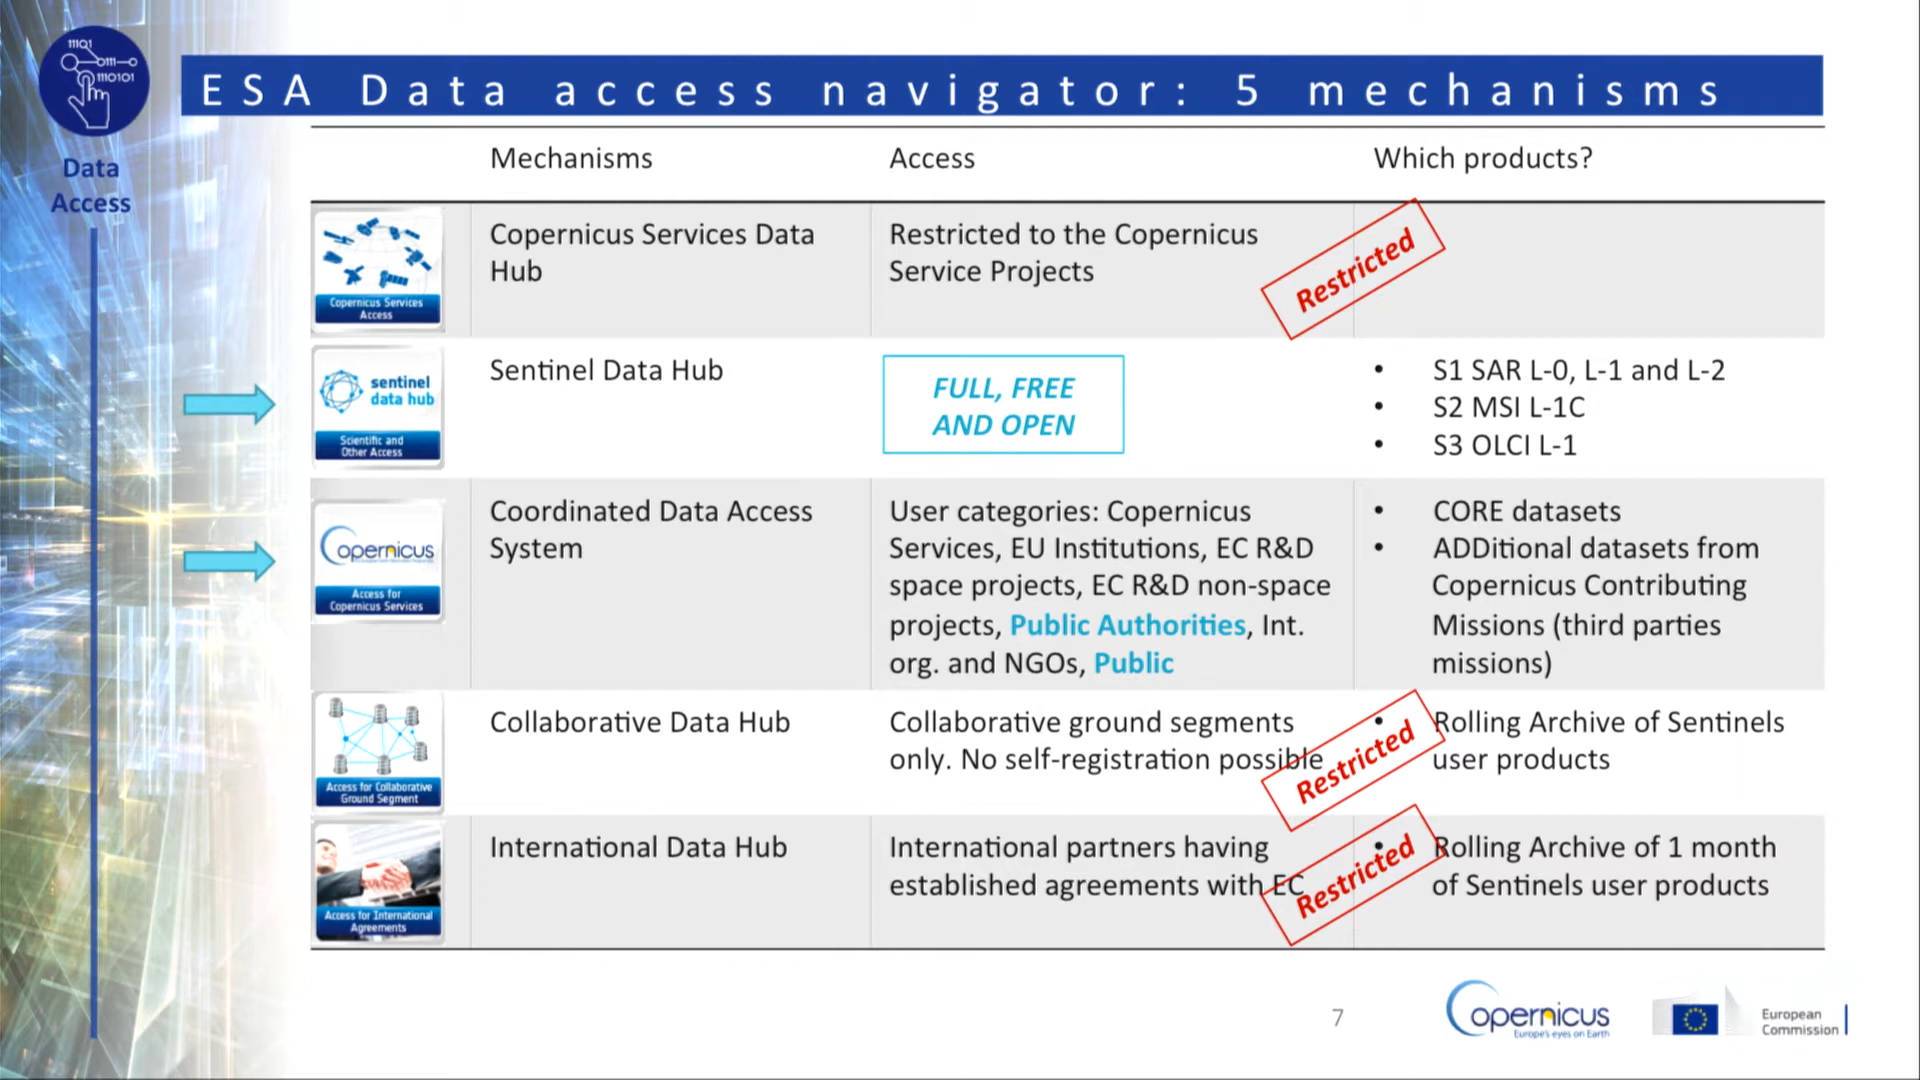 11101
0111
1110101
ESA Data access navigator: 5 mechanisms
Data
Access
Mechanisms
Access
Which products?
Copernicus Services
Access
Copernicus Services Data
Hub
Restricted to the Copernicus
Service Projects
Restricted
sentinel
data hub
Scientific and
Other Access
Sentinel Data Hub
FULL, FREE
AND OPEN
• S1 SAR L-0, L-1 and L-2
• S2 MSI L-1C
• S3 OLCI L-1
Copernicus
Access for
Copernicus Services
Coordinated Data Access
System
User categories: Copernicus
Services, EU Institutions, EC R&D
space projects, EC R&D non-space
projects, Public Authorities, Int.
org. and NGOs, Public
• CORE datasets
• ADDitional datasets from
Copernicus Contributing
Missions (third parties
missions)
Access for Collaborative
Ground Segment
Collaborative Data Hub
Collaborative ground segments
only. No self-registration possible
Restricted
• Rolling Archive of Sentinels
user products
Access for International
Agreements
International Data Hub
International partners having
established agreements with EC
Restricted
• Rolling Archive of 1 month
of Sentinels user products
7
Copernicus
Europe's eyes on Earth
European
Commission